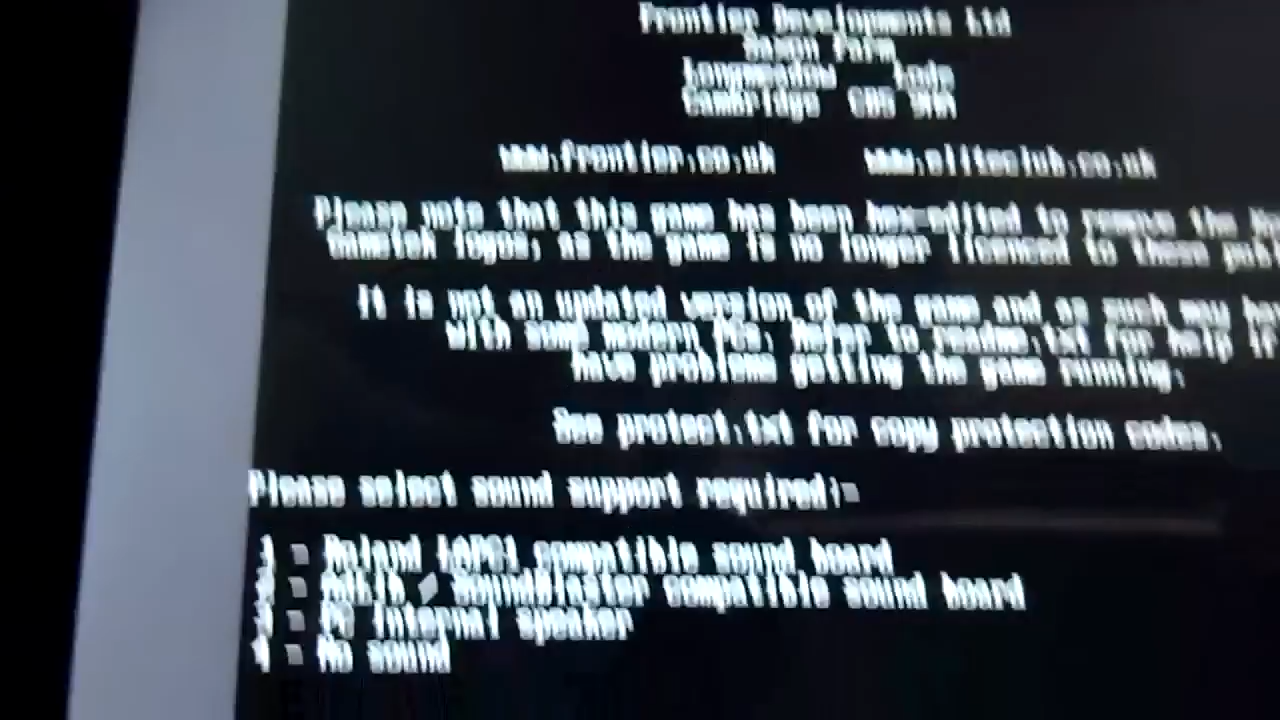 Frontier Developments Ltd
Farm
Longmeadow Lode
Cambridge CB5
www.frontier.co.uk www.eliteclub.co.uk
Please note that this game has been hex-edited to remove the
Gametek logos, as the game is no longer licenced to these
It is not an updated version of the game and as such may
with some modern PCs. Refer to readme.txt for help if
have problems getting the game running.
See protect.txt for copy protection codes.
Please select sound support required:-
1 - Roland LAPC1 compatible sound board
2 - Adlib / Soundblaster compatible sound board
3 - PC Internal speaker
4 - No sound